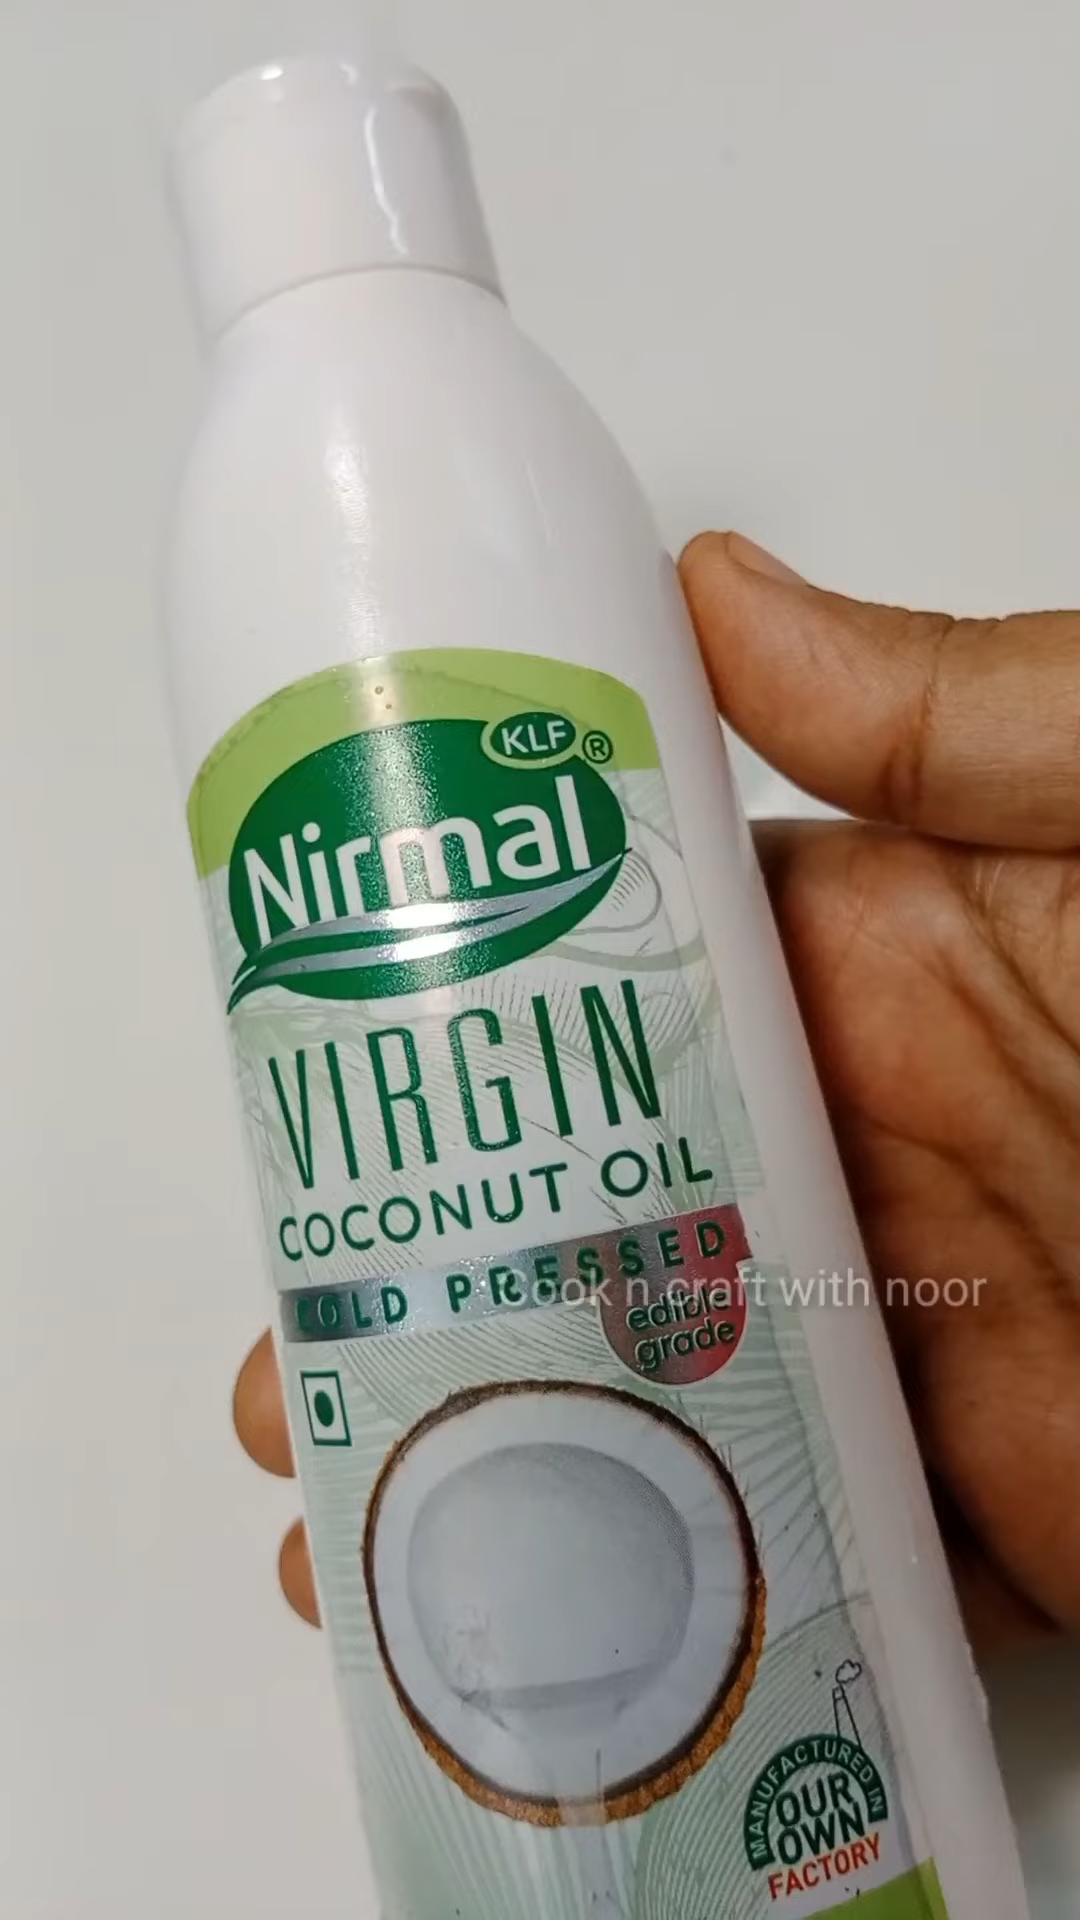 KLF
®
Nirmal
VIRGIN
COCONUT OIL
COLD PRESSED
Cook n craft with noor
edible
grade
MANUFACTURED IN
OUR
OWN
FACTORY